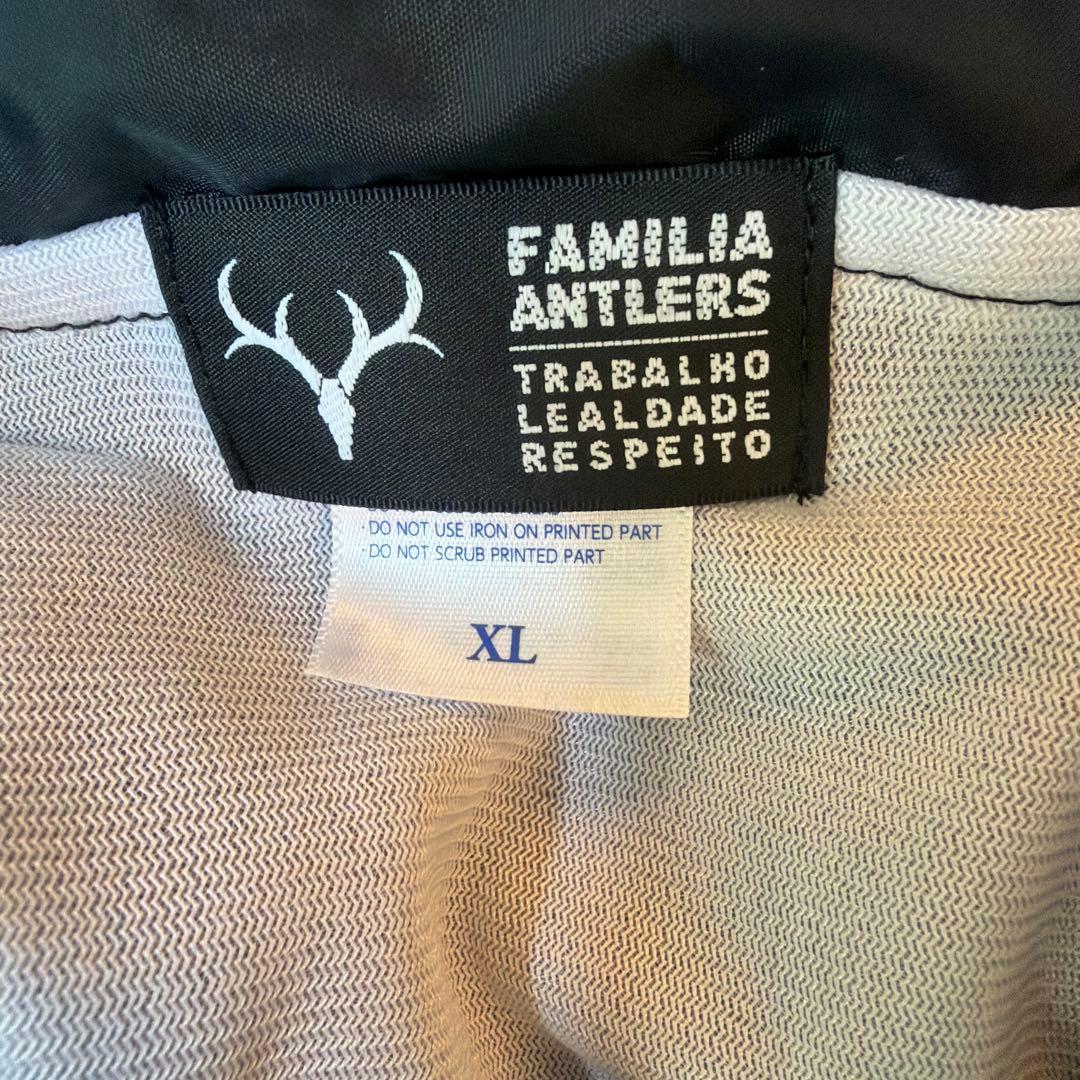 FAMILIA
ANTLERS
TRABALHO
LEALDADE
RESPEITO
·DO NOT USE IRON ON PRINTED PART
·DO NOT SCRUB PRINTED PART
XL